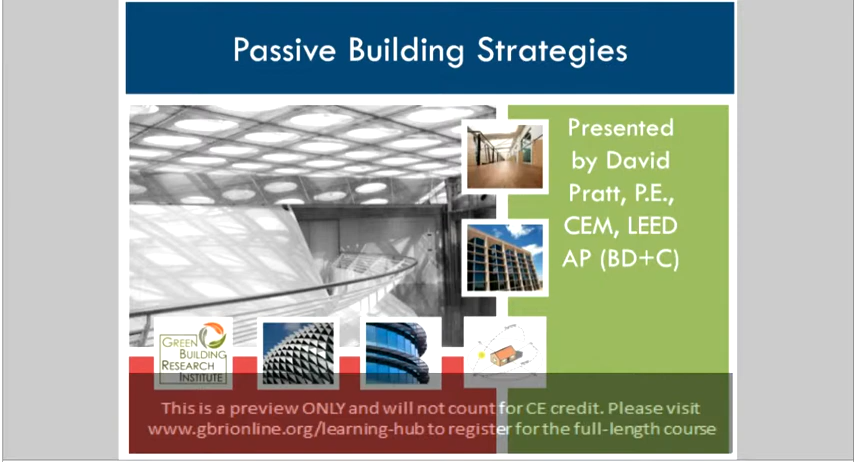 Passive Building Strategies
Presented
by David
Pratt, P.E.,
CEM, LEED
AP (BD+C)
GREEN
BUILDING
RESEARCH
INSTITUTE
This is a preview ONLY and will not count for CE credit. Please visit
www.gbrionline.org/learning-hub to register for the full-length course